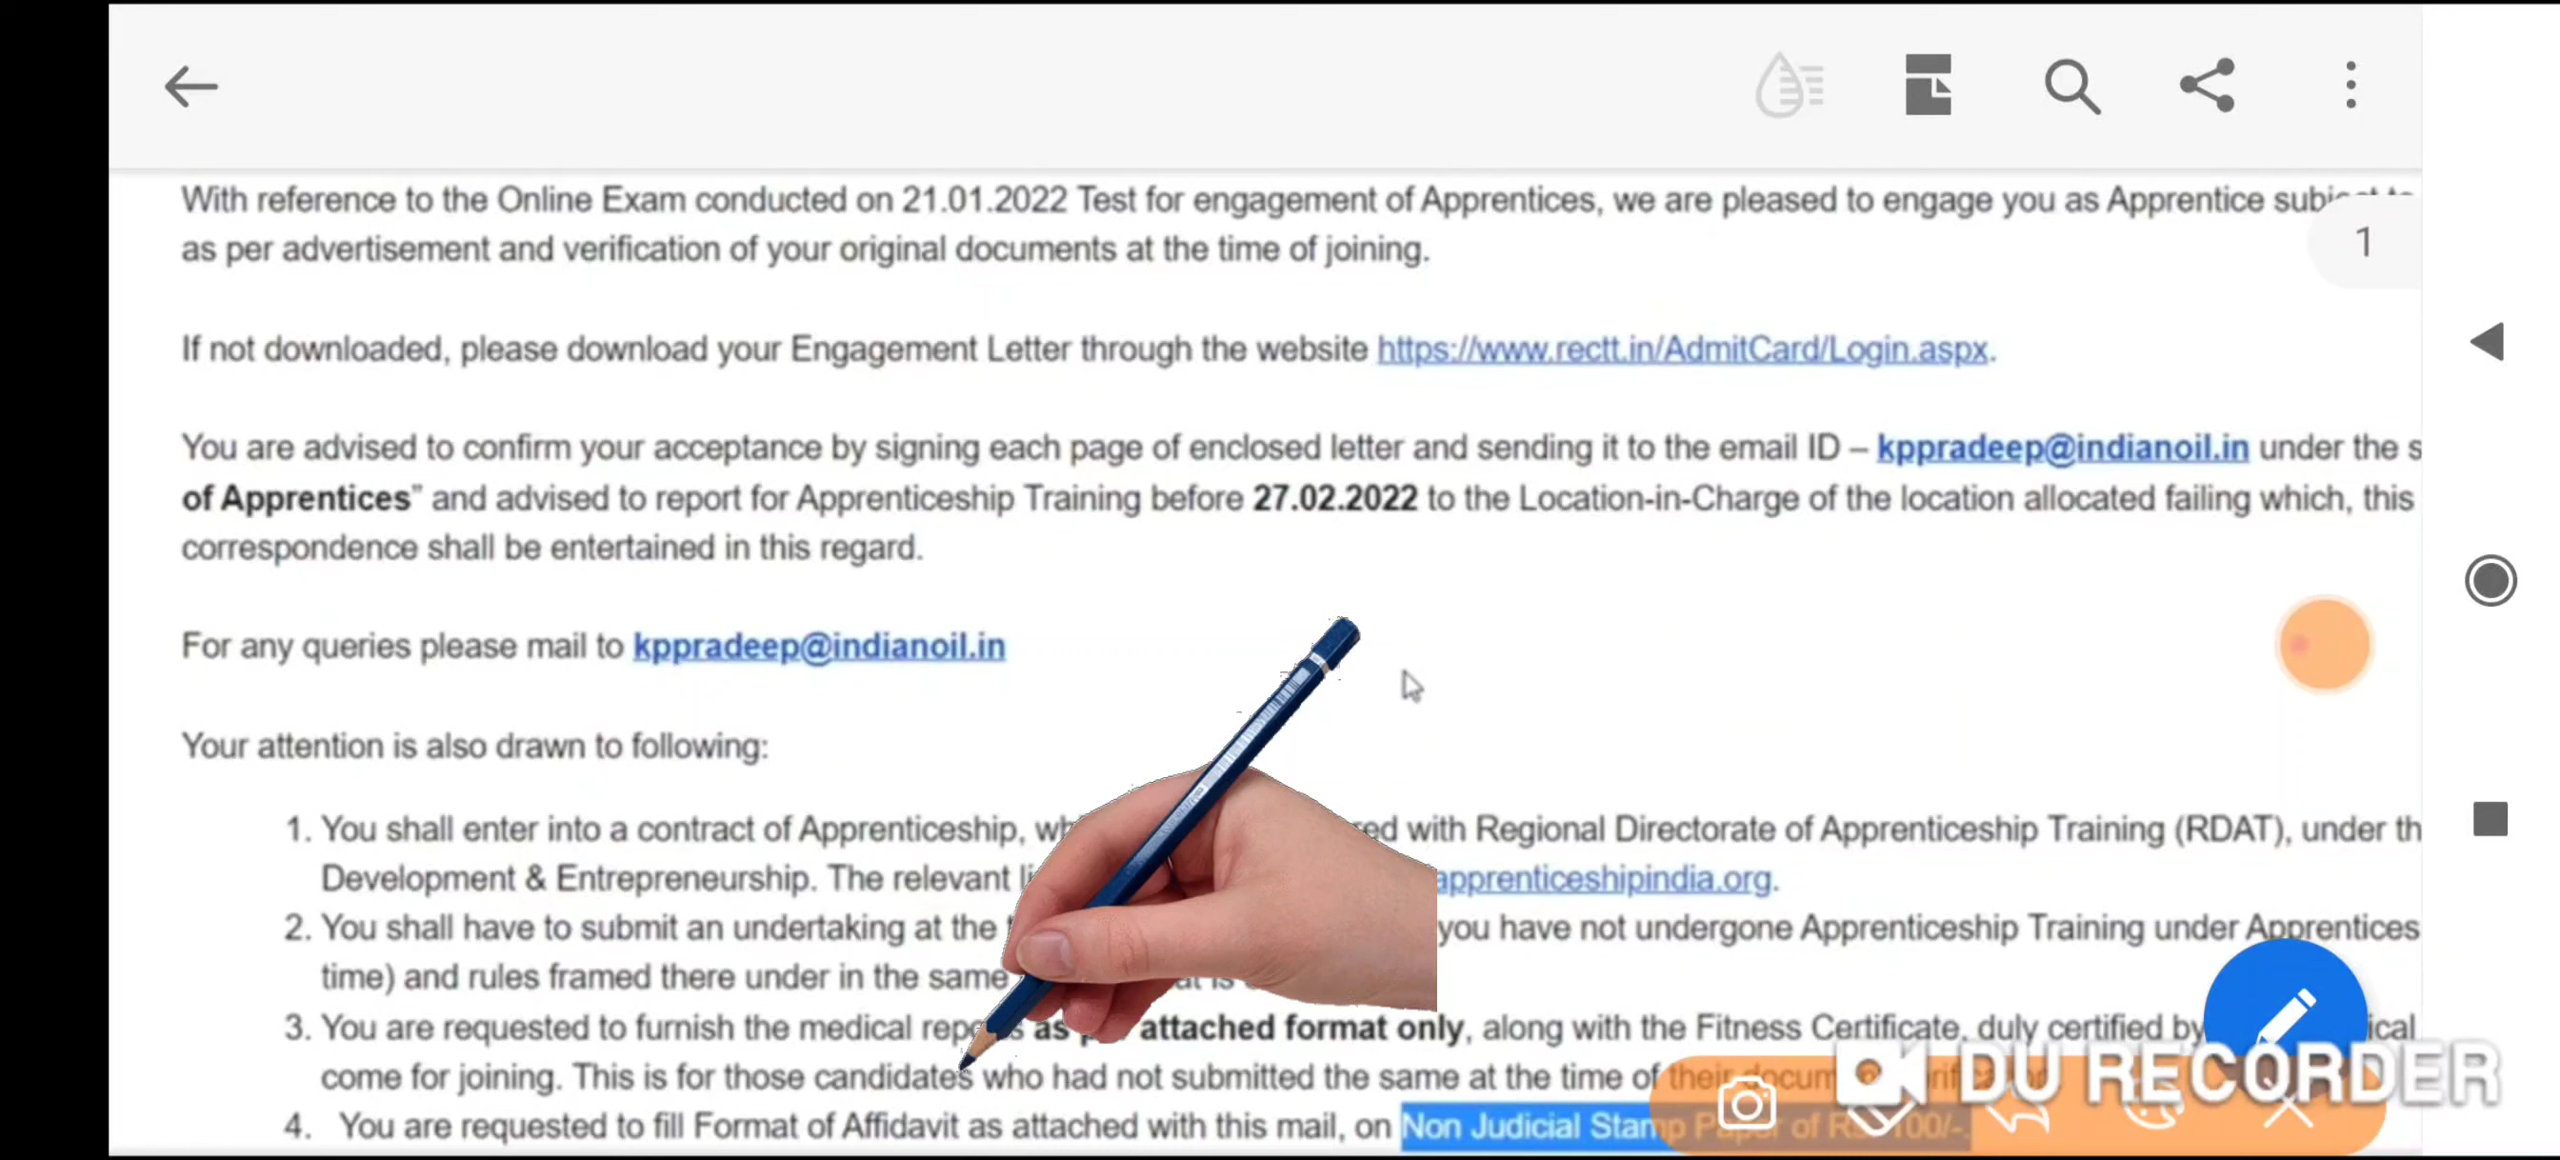 With reference to the Online Exam conducted on 21.01.2022 Test for engagement of Apprentices, we are pleased to engage you as Apprentice
as per advertisement and verification of your original documents at the time of joining.
1
If not downloaded, please download your Engagement Letter through the website https://www.rectt.in/AdmitCard/Login.aspx.
You are advised to confirm your acceptance by signing each page of enclosed letter and sending it to the email ID – kppradeep@indianoil.in under the s
of Apprentices” and advised to report for Apprenticeship Training before 27.02.2022 to the Location-in-Charge of the location allocated failing which, this
correspondence shall be entertained in this regard.
For any queries please mail to kppradeep@indianoil.in
Your attention is also drawn to following:
1. You shall enter into a contract of Apprenticeship, with Regional Directorate of Apprenticeship Training (RDAT), under th
Development & Entrepreneurship. The relevant apprenticeshipindia.org.
2. You shall have to submit an undertaking at the you have not undergone Apprenticeship Training under Apprentices
time) and rules framed there under in the same
3. You are requested to furnish the medical as attached format only, along with the Fitness Certificate, duly certified by
come for joining. This is for those candidates who had not submitted the same at the time of their
DU RECORDER
4. You are requested to fill Format of Affidavit as attached with this mail, on Non Judicial Stamp Paper of Rs. 100/-.